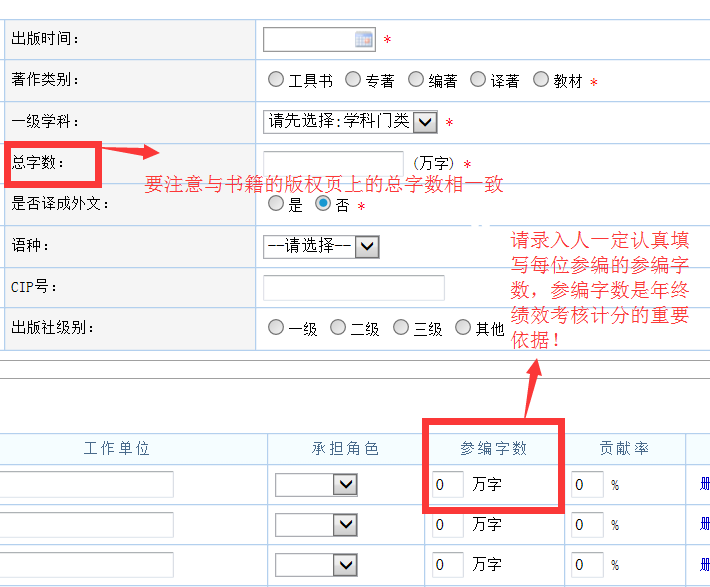 出版时间: *
著作类别: 工具书 专著 编著 译著 教材 *
一级学科: 请先选择:学科门类 *
总字数: (万字) *
要注意与书籍的版权页上的总字数相一致
是否译成外文: 是 否 *
语种: --请选择--
请录入人一定认真填
写每位参编的参编字
数，参编字数是年终
绩效考核计分的重要
依据！
CIP号:
出版社级别: 一级 二级 三级 其他
工作单位 承担角色 参编字数 贡献率
0 万字 0 %
0 万字 0 %
0 万字 0 %